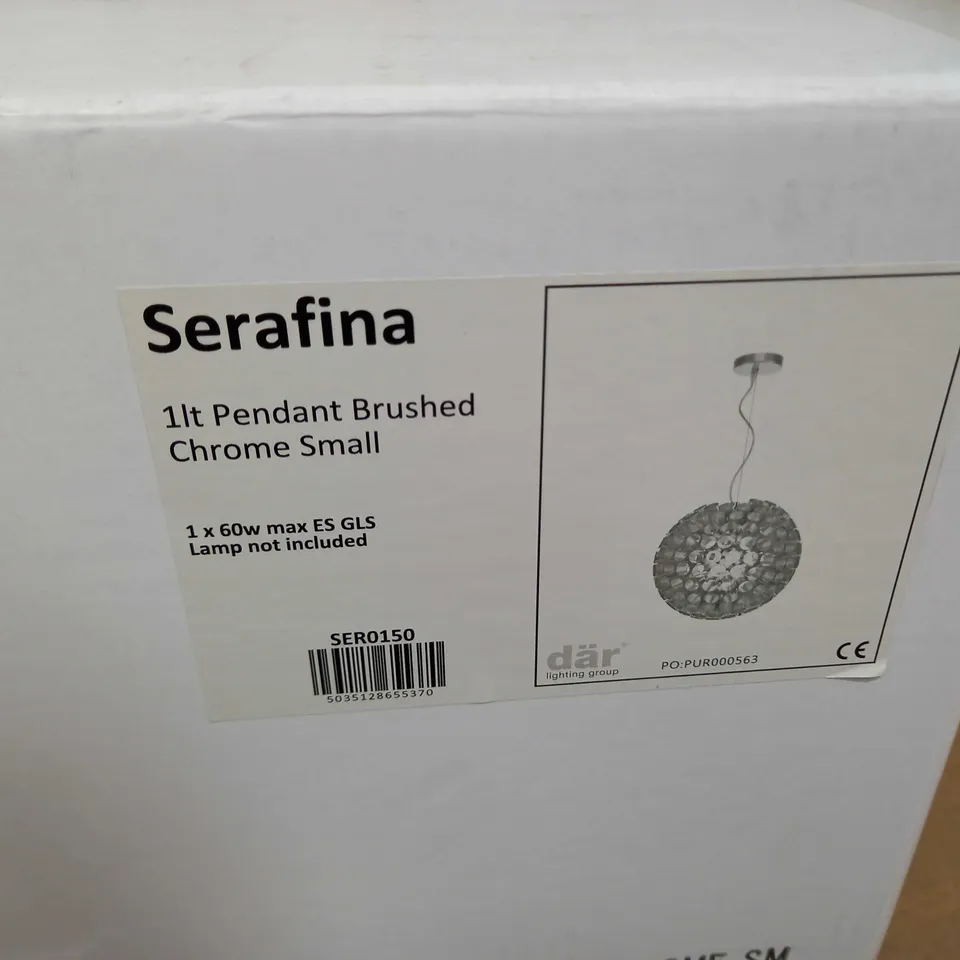 Serafina
1lt Pendant Brushed
Chrome Small
1 x 60w max ES GLS
Lamp not included
SER0150
5035128655370
där®
lighting group
PO:PUR000563
CE
SM